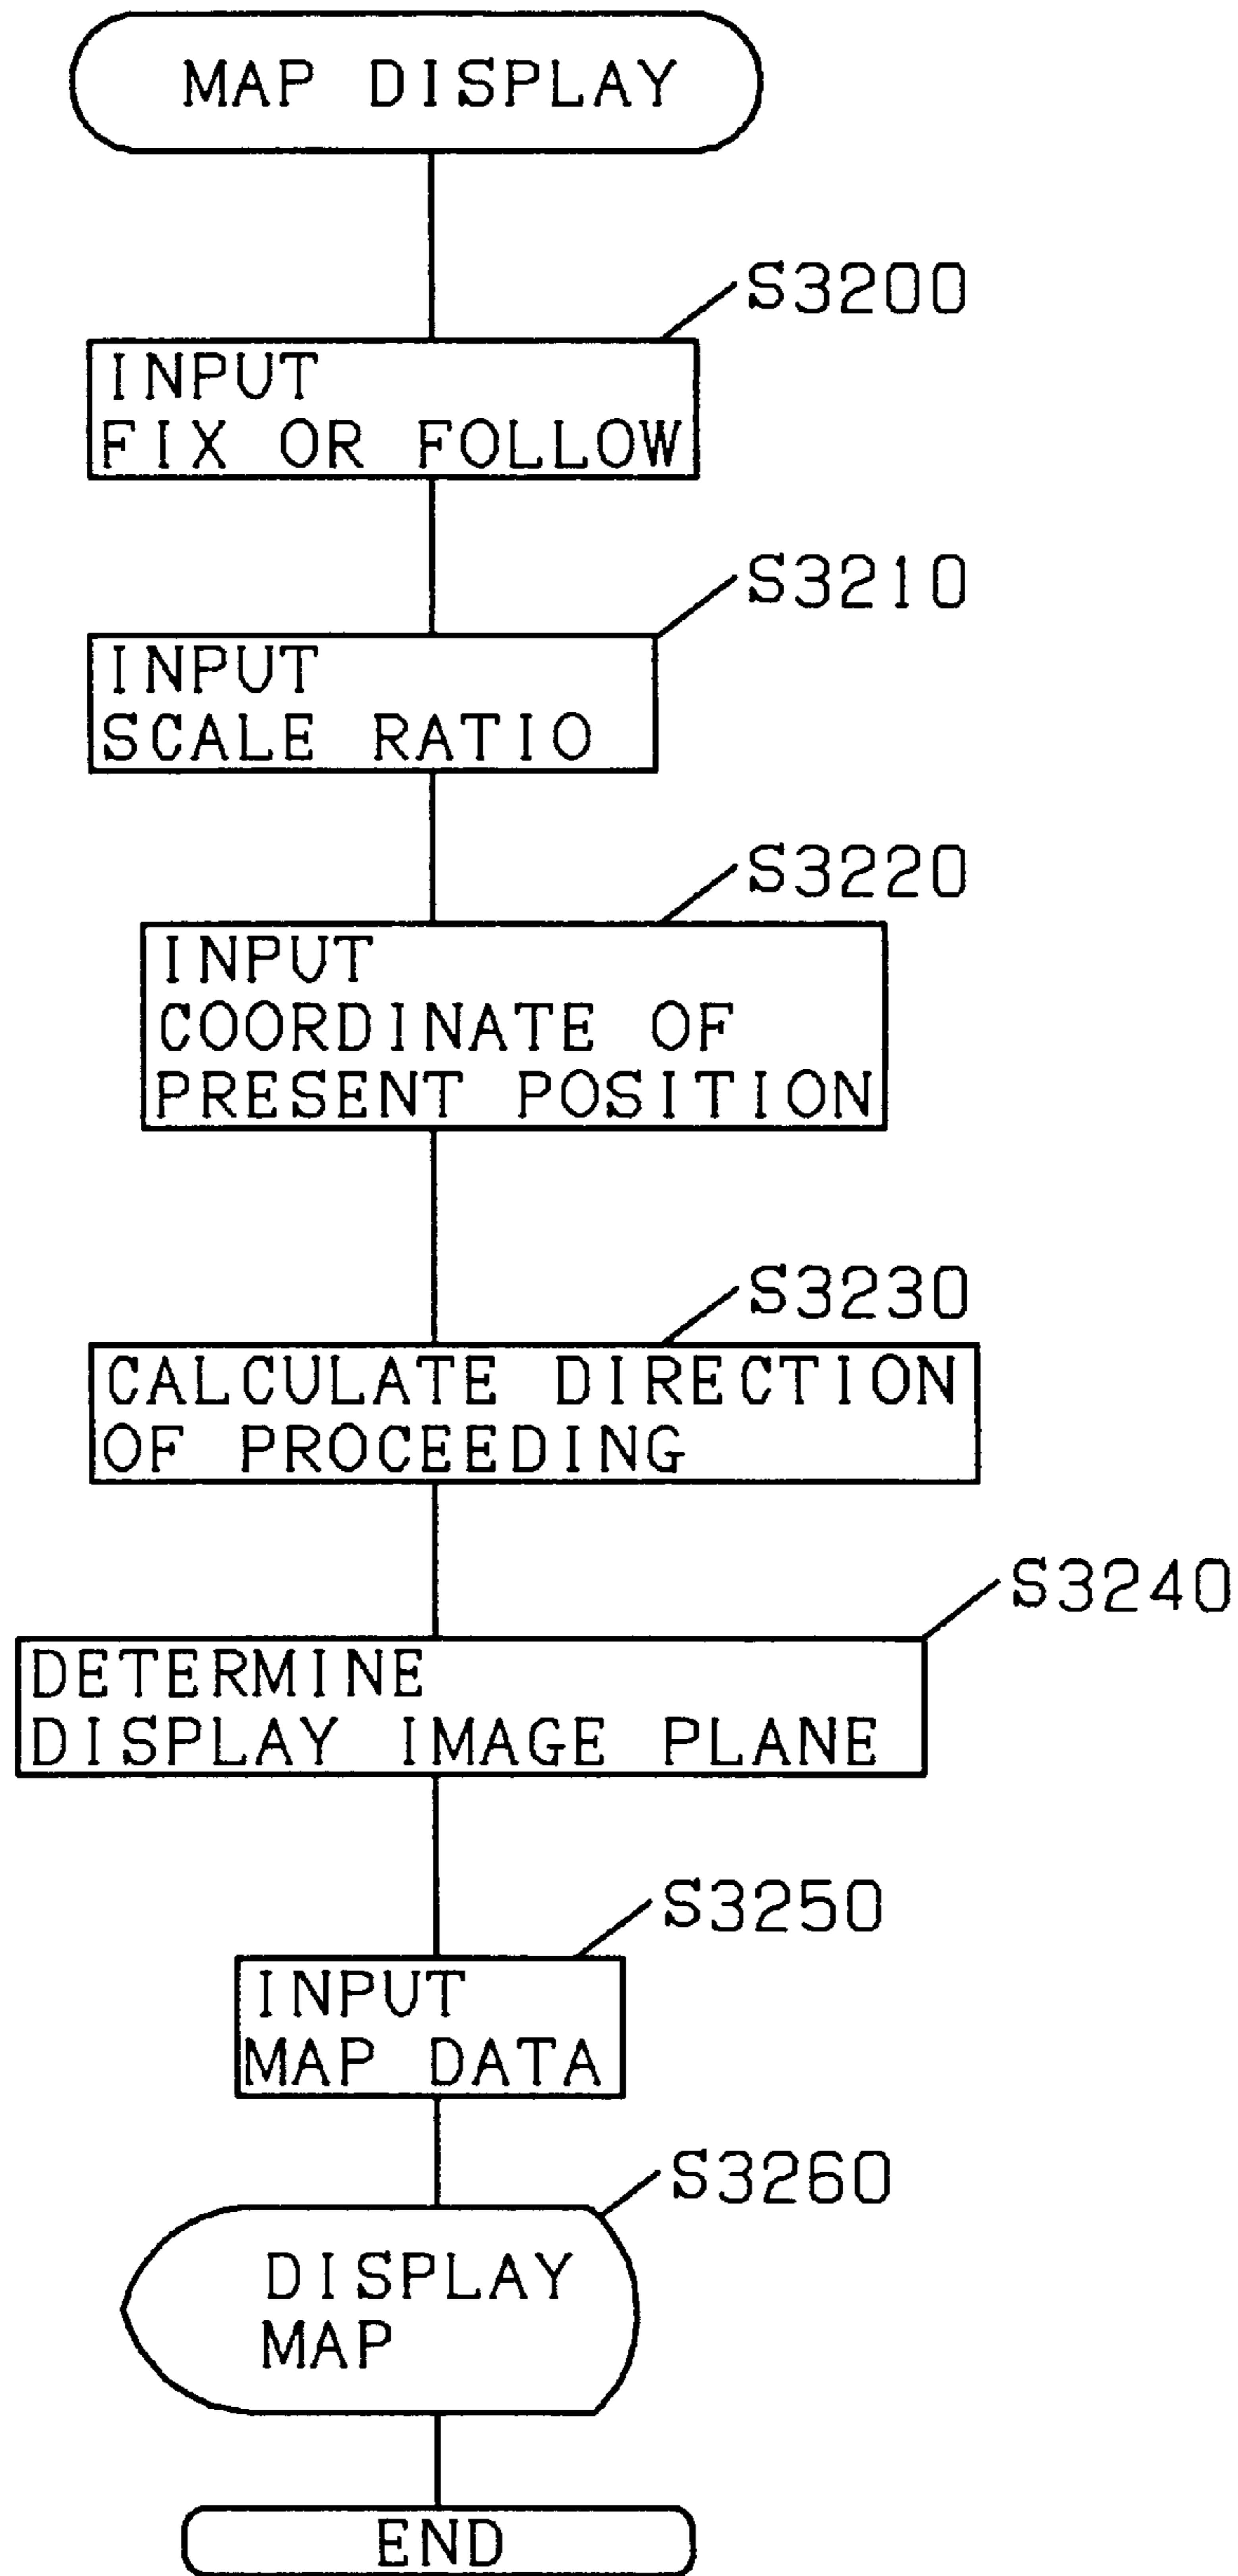 MAP DISPLAY
S3200
INPUT
FIX OR FOLLOW
S3210
INPUT
SCALE RATIO
S3220
INPUT
COORDINATE OF
PRESENT POSITION
S3230
CALCULATE DIRECTION
OF PROCEEDING
S3240
DETERMINE
DISPLAY IMAGE PLANE
S3250
INPUT
MAP DATA
S3260
DISPLAY
MAP
END